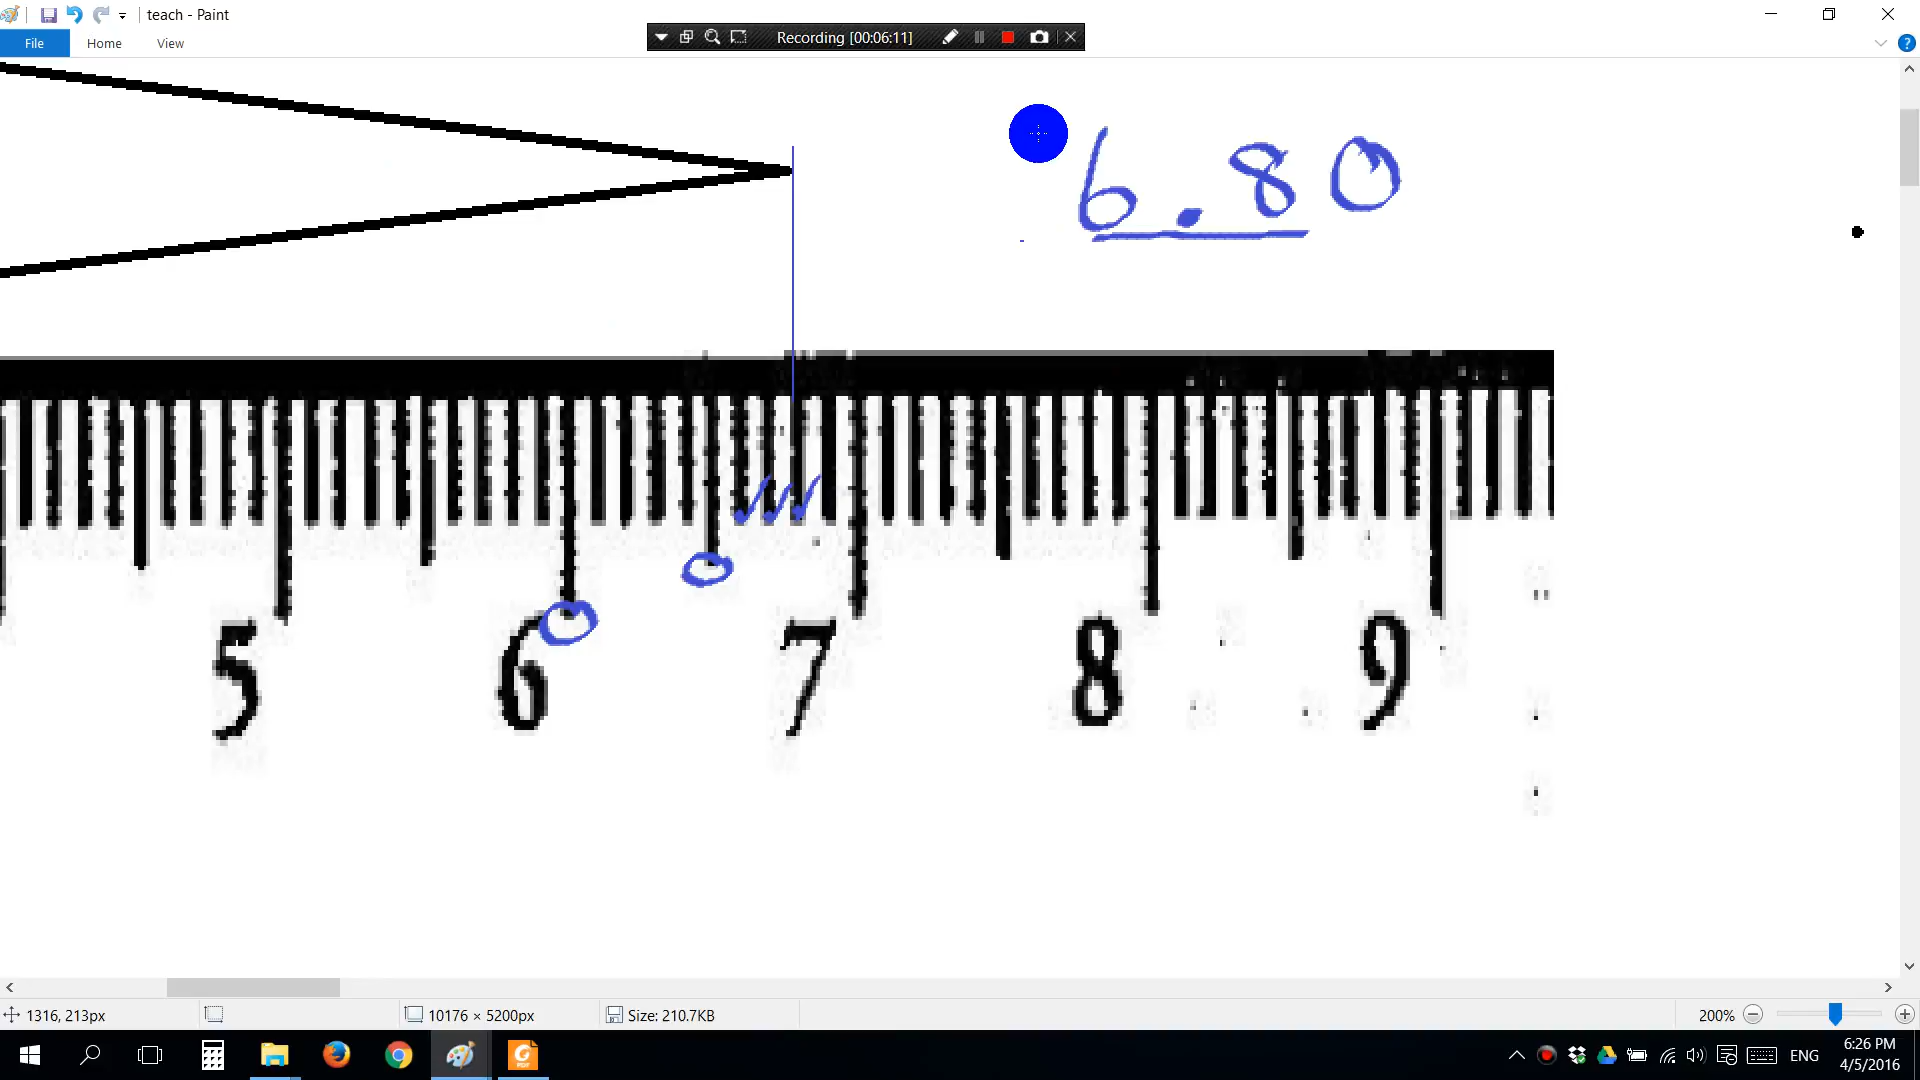 teach - Paint
Recording [00:06:11]
File Home View
6.80
5 6 7 8 9
1316, 213px
10176 × 5200px
Size: 210.7KB
200%
ENG
6:26 PM
4/5/2016